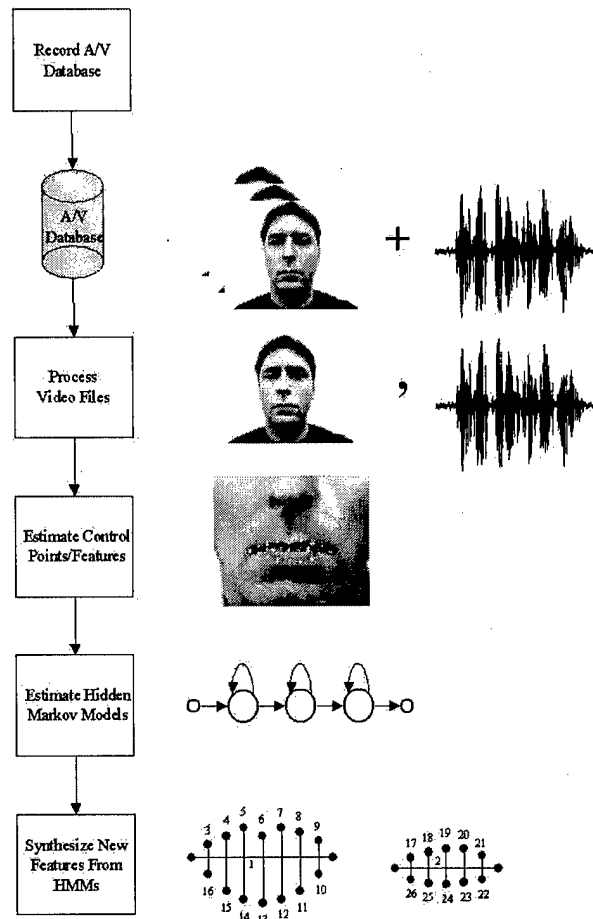 Record A/V
Database
A/V
Database
+
Process
Video Files
,
Estimate Control
Points/Features
Estimate Hidden
Markov Models
Synthesize New
Features From
HMMs
3 4 5 6 7 8 9
1
16 15 14 13 12 11 10
17 18 19 20 21
2
26 25 24 23 22